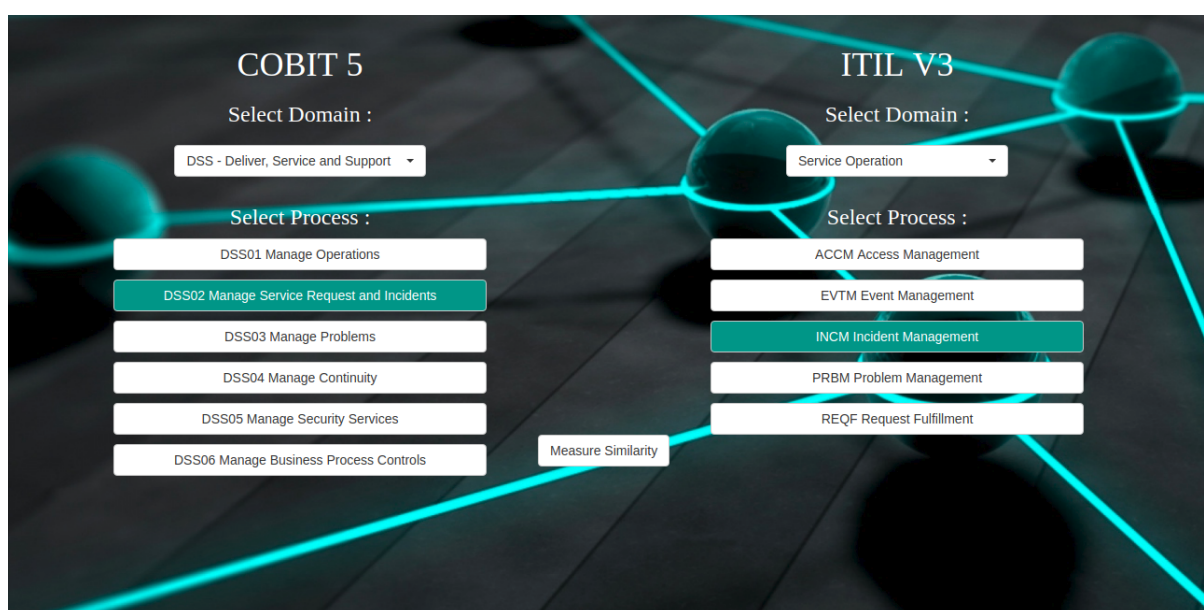 COBIT 5
Select Domain :
DSS - Deliver, Service and Support
Select Process :
DSS01 Manage Operations
DSS02 Manage Service Request and Incidents
DSS03 Manage Problems
DSS04 Manage Continuity
DSS05 Manage Security Services
DSS06 Manage Business Process Controls
Measure Similarity
ITIL V3
Select Domain :
Service Operation
Select Process :
ACCM Access Management
EVTM Event Management
INCM Incident Management
PRBM Problem Management
REQF Request Fulfillment